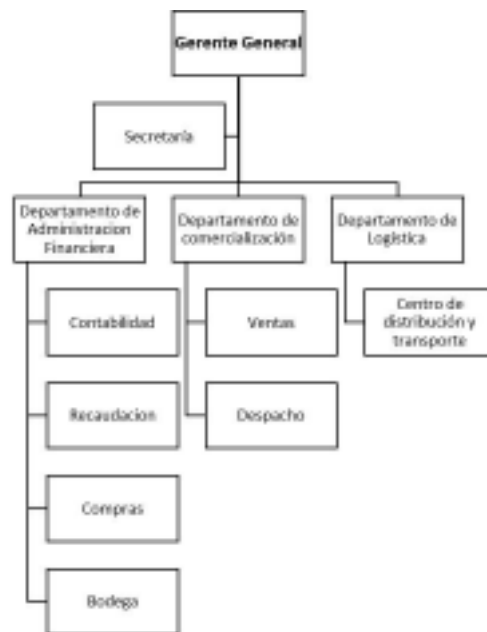 Gerente General
Secretaría
Departamento de
Administracion
Financiera
Departamento de
comercialización
Departamento de
Logística
Contabilidad
Ventas
Centro de
distribución y
transporte
Recaudacion
Despacho
Compras
Bodega